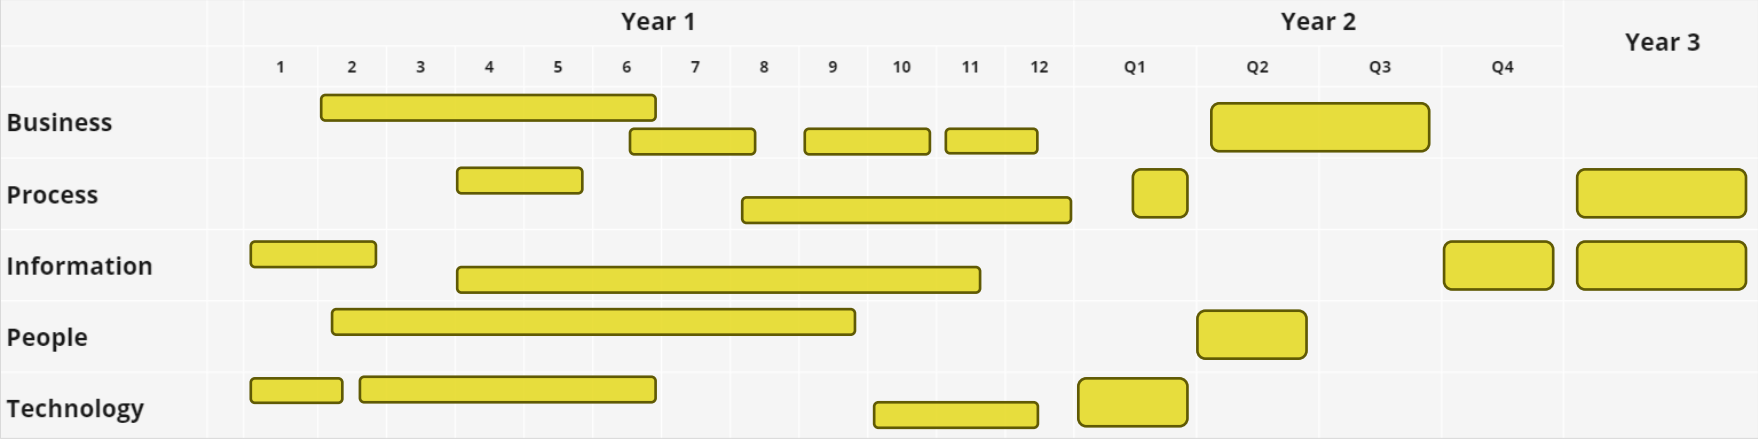 Year 1
Year 2
Year 3
1 2 3 4 5 6 7 8 9 10 11 12 Q1 Q2 Q3 Q4
Business
Process
Information
People
Technology